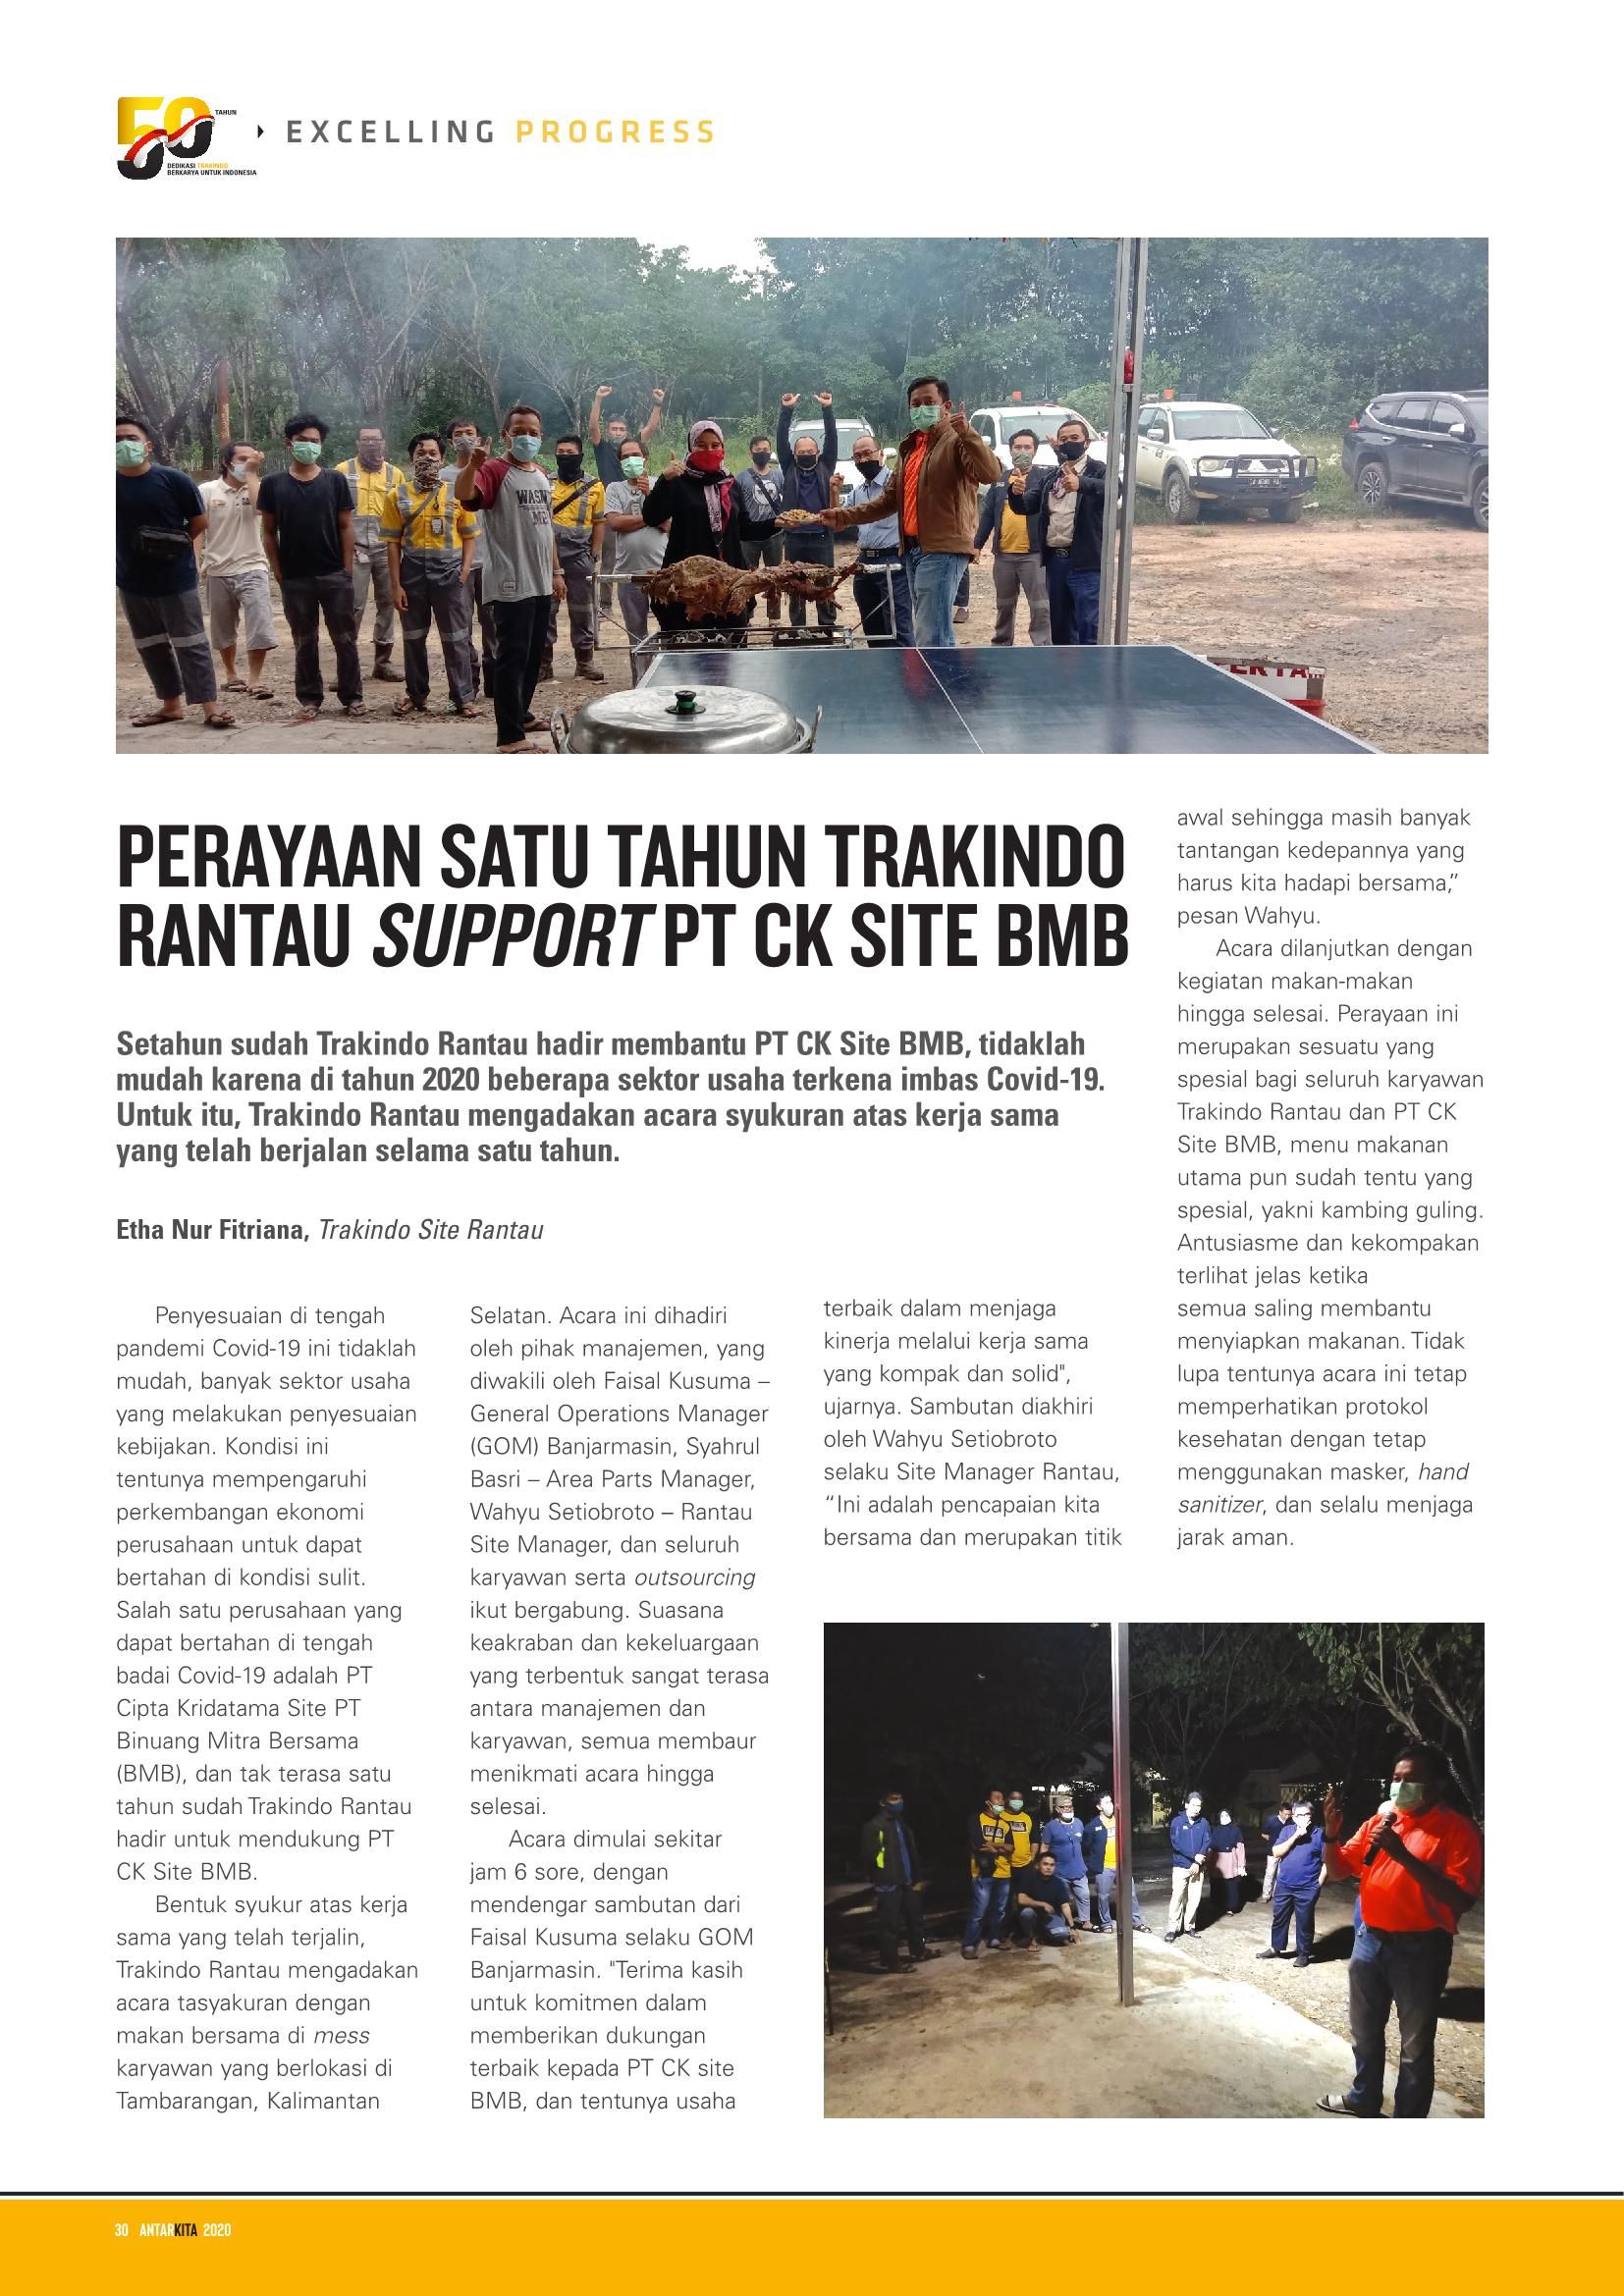 50
TAHUN
DEDIKASI TRAKINDO
BERKARYA UNTUK INDONESIA
EXCELLING PROGRESS
PERAYAAN SATU TAHUN TRAKINDO
RANTAU SUPPORT PT CK SITE BMB
Setahun sudah Trakindo Rantau hadir membantu PT CK Site BMB, tidaklah
mudah karena di tahun 2020 beberapa sektor usaha terkena imbas Covid-19.
Untuk itu, Trakindo Rantau mengadakan acara syukuran atas kerja sama
yang telah berjalan selama satu tahun.
Etha Nur Fitriana, Trakindo Site Rantau
Penyesuaian di tengah
pandemi Covid-19 ini tidaklah
mudah, banyak sektor usaha
yang melakukan penyesuaian
kebijakan. Kondisi ini
tentunya mempengaruhi
perkembangan ekonomi
perusahaan untuk dapat
bertahan di kondisi sulit.
Salah satu perusahaan yang
dapat bertahan di tengah
badai Covid-19 adalah PT
Cipta Kridatama Site PT
Binuang Mitra Bersama
(BMB), dan tak terasa satu
tahun sudah Trakindo Rantau
hadir untuk mendukung PT
CK Site BMB.
Bentuk syukur atas kerja
sama yang telah terjalin,
Trakindo Rantau mengadakan
acara tasyakuran dengan
makan bersama di mess
karyawan yang berlokasi di
Tambarangan, Kalimantan
Selatan. Acara ini dihadiri
oleh pihak manajemen, yang
diwakili oleh Faisal Kusuma –
General Operations Manager
(GOM) Banjarmasin, Syahrul
Basri – Area Parts Manager,
Wahyu Setiobroto – Rantau
Site Manager, dan seluruh
karyawan serta outsourcing
ikut bergabung. Suasana
keakraban dan kekeluargaan
yang terbentuk sangat terasa
antara manajemen dan
karyawan, semua membaur
menikmati acara hingga
selesai.
Acara dimulai sekitar
jam 6 sore, dengan
mendengar sambutan dari
Faisal Kusuma selaku GOM
Banjarmasin. "Terima kasih
untuk komitmen dalam
memberikan dukungan
terbaik kepada PT CK site
BMB, dan tentunya usaha
terbaik dalam menjaga
kinerja melalui kerja sama
yang kompak dan solid",
ujarnya. Sambutan diakhiri
oleh Wahyu Setiobroto
selaku Site Manager Rantau,
“Ini adalah pencapaian kita
bersama dan merupakan titik
awal sehingga masih banyak
tantangan kedepannya yang
harus kita hadapi bersama,”
pesan Wahyu.
Acara dilanjutkan dengan
kegiatan makan-makan
hingga selesai. Perayaan ini
merupakan sesuatu yang
spesial bagi seluruh karyawan
Trakindo Rantau dan PT CK
Site BMB, menu makanan
utama pun sudah tentu yang
spesial, yakni kambing guling.
Antusiasme dan kekompakan
terlihat jelas ketika
semua saling membantu
menyiapkan makanan. Tidak
lupa tentunya acara ini tetap
memperhatikan protokol
kesehatan dengan tetap
menggunakan masker, hand
sanitizer, dan selalu menjaga
jarak aman.
30 ANTARKITA 2020